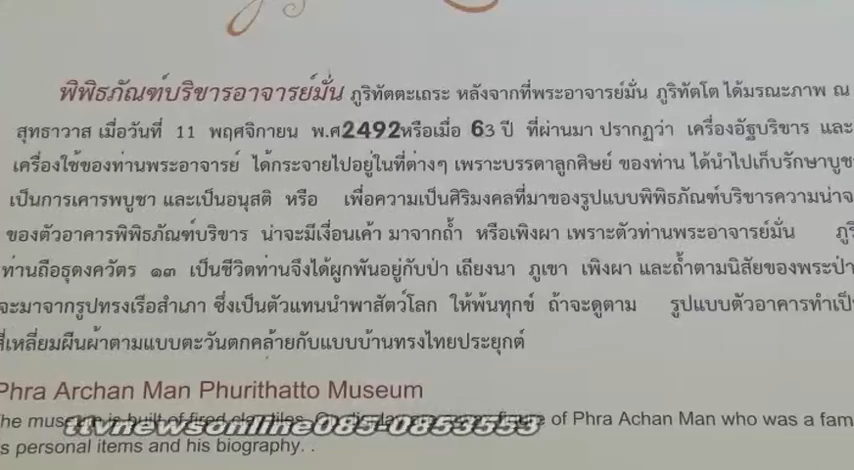 พิพิธภัณฑ์บริขารอาจารย์มั่น ภูริทัตตะเถระ หลังจากที่พระอาจารย์มั่น ภูริทัตโต ได้มรณะภาพ ณ
สุทธาวาส เมื่อวันที่ 11 พฤศจิกายน พ.ศ2492หรือเมื่อ 63 ปี ที่ผ่านมา ปรากฏว่า เครื่องอัฐบริขาร และ
เครื่องใช้ของท่านพระอาจารย์ ได้กระจายไปอยู่ในที่ต่างๆ เพราะบรรดาลูกศิษย์ ของท่าน ได้นำไปเก็บรักษาบูช
เป็นการเคารพบูชา และเป็นอนุสติ หรือ เพื่อความเป็นศิริมงคลที่มาของรูปแบบพิพิธภัณฑ์บริขารความน่าจ
ของตัวอาคารพิพิธภัณฑ์บริขาร น่าจะมีเงื่อนเค้า มาจากถ้ำ หรือเพิงผา เพราะตัวท่านพระอาจารย์มั่น ภูริ
ท่านถือธุดงควัตร ๑๓ เป็นชีวิตท่านจึงได้ผูกพันอยู่กับป่า เถียงนา ภูเขา เพิงผา และถ้ำตามนิสัยของพระป่า
จะมาจากรูปทรงเรือสำเภา ซึ่งเป็นตัวแทนนำพาสัตว์โลก ให้พ้นทุกข์ ถ้าจะดูตาม รูปแบบตัวอาคารทำเป็
สี่เหลี่ยมผืนผ้าตามแบบตะวันตกคล้ายกับแบบบ้านทรงไทยประยุกต์
Phra Archan Man Phurithatto Museum
The museum is built of fired clay tiles. On display are figure of Phra Achan Man who was a fam
s personal items and his biography. .
ttvnewsonline085-0853553